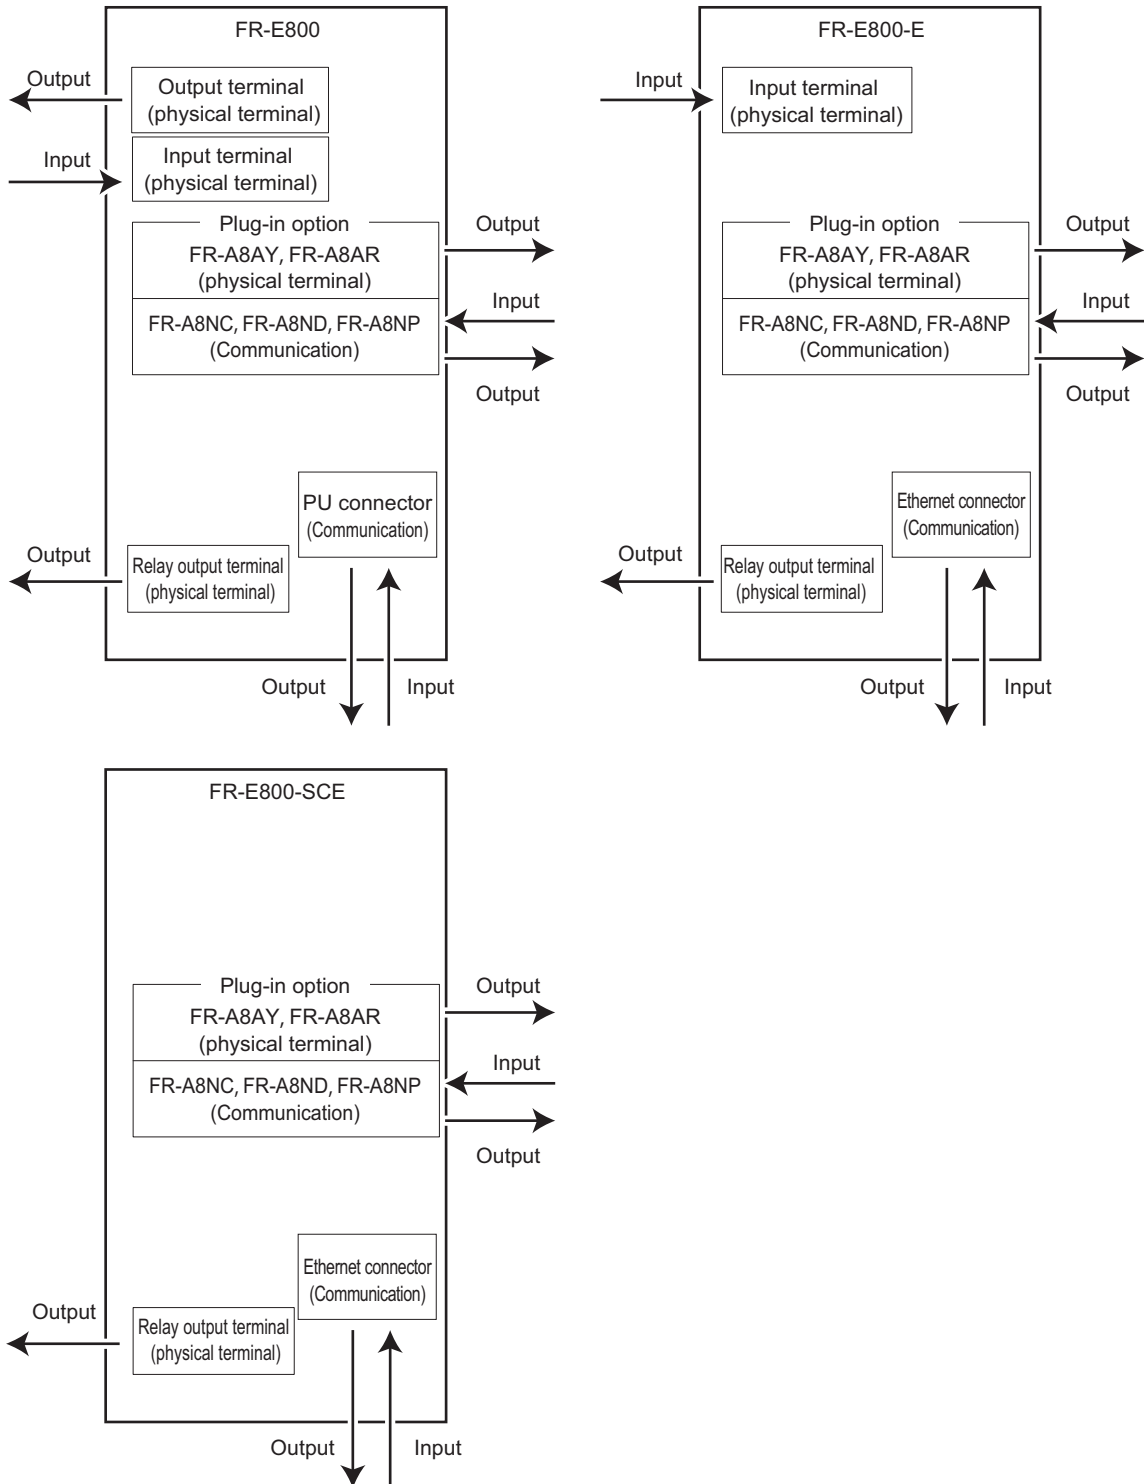 FR-E800
Output
Output terminal
(physical terminal)
Input
Input terminal
(physical terminal)
Plug-in option
FR-A8AY, FR-A8AR
(physical terminal)
Output
FR-A8NC, FR-A8ND, FR-A8NP
(Communication)
Input
Output
PU connector
(Communication)
Output
Relay output terminal
(physical terminal)
Output
Input
FR-E800-E
Input
Input terminal
(physical terminal)
Plug-in option
FR-A8AY, FR-A8AR
(physical terminal)
Output
FR-A8NC, FR-A8ND, FR-A8NP
(Communication)
Input
Output
Ethernet connector
(Communication)
Output
Relay output terminal
(physical terminal)
Output
Input
FR-E800-SCE
Plug-in option
FR-A8AY, FR-A8AR
(physical terminal)
Output
FR-A8NC, FR-A8ND, FR-A8NP
(Communication)
Input
Output
Ethernet connector
(Communication)
Output
Relay output terminal
(physical terminal)
Output
Input